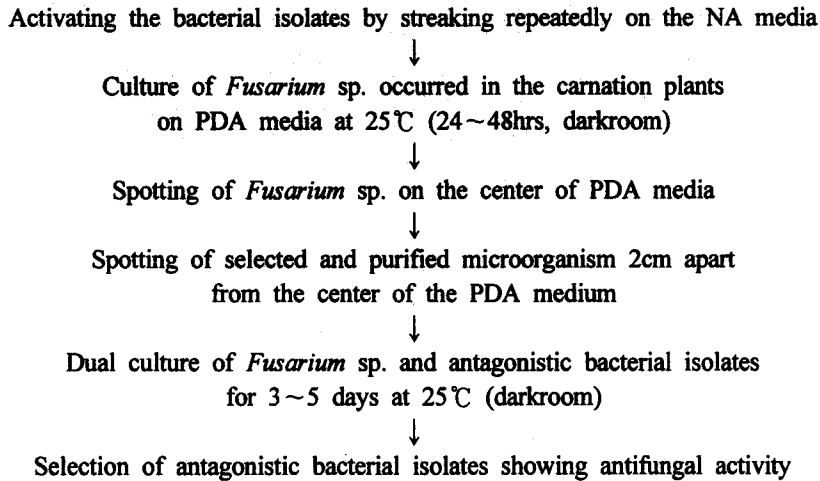 Activating the bacterial isolates by streaking repeatedly on the NA media
↓
Culture of Fusarium sp. occurred in the carnation plants
on PDA media at 25℃ (24~48hrs, darkroom)
↓
Spotting of Fusarium sp. on the center of PDA media
↓
Spotting of selected and purified microorganism 2cm apart
from the center of the PDA medium
↓
Dual culture of Fusarium sp. and antagonistic bacterial isolates
for 3~5 days at 25℃ (darkroom)
↓
Selection of antagonistic bacterial isolates showing antifungal activity